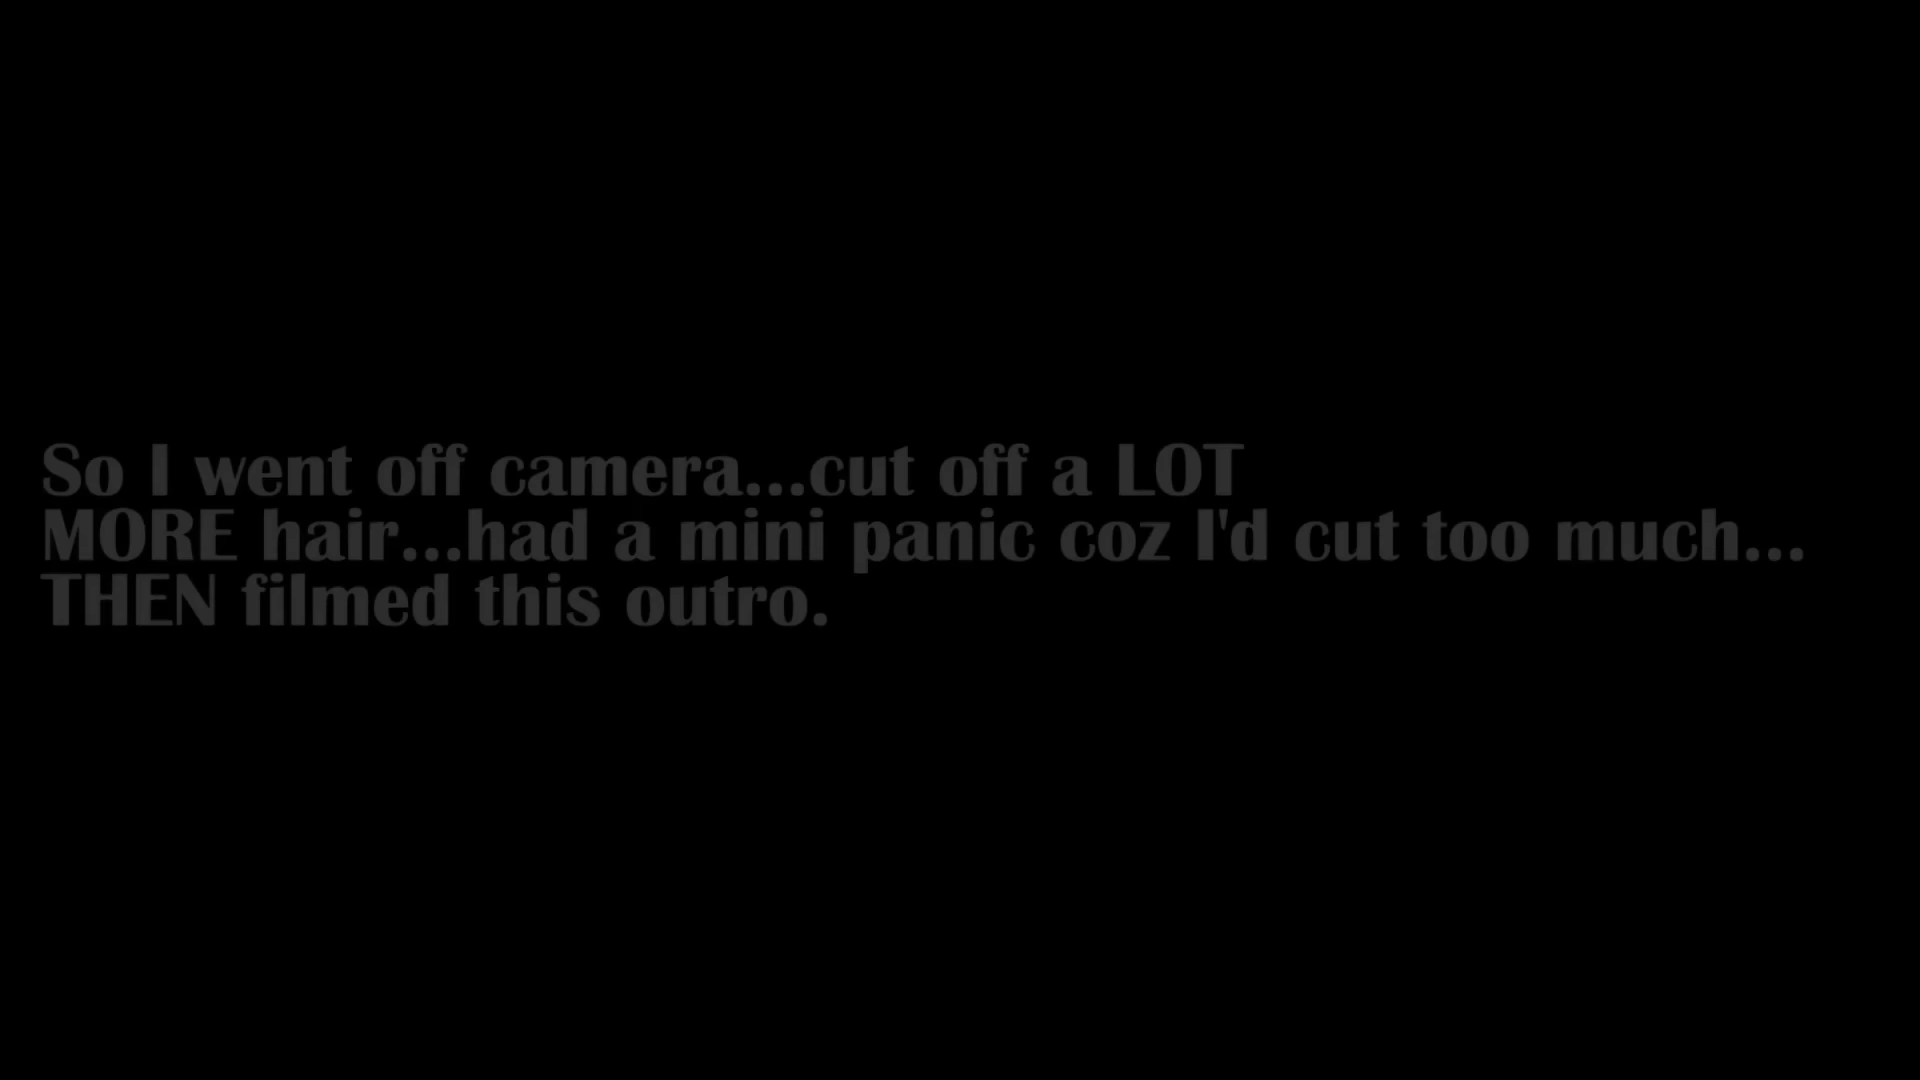 So I went off camera...cut off a LOT
MORE hair...had a mini panic coz I'd cut too much...
THEN filmed this outro.